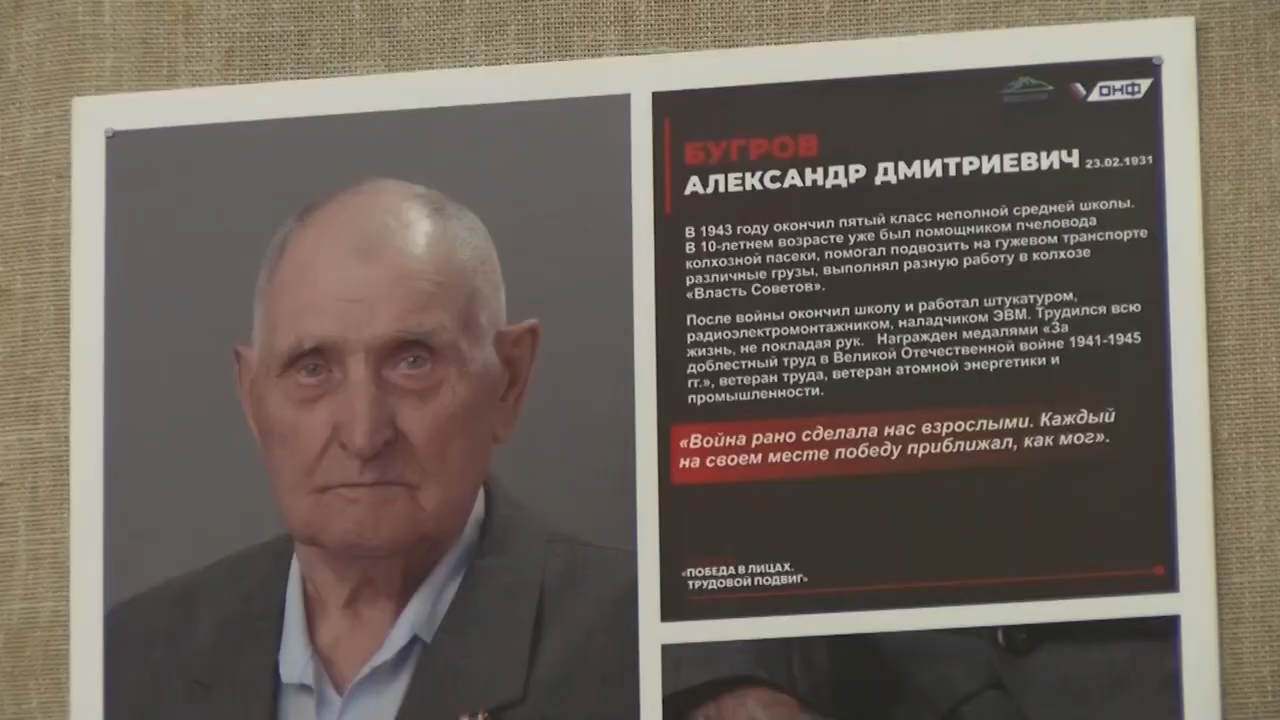 ОНФ
БУГРОВ
АЛЕКСАНДР ДМИТРИЕВИЧ 23.02.1931
В 1943 году окончил пятый класс неполной средней школы.
В 10-летнем возрасте уже был помощником пчеловода
колхозной пасеки, помогал подвозить на гужевом транспорте
различные грузы, выполнял разную работу в колхозе
«Власть Советов».
После войны окончил школу и работал штукатуром,
радиоэлектромонтажником, наладчиком ЭВМ. Трудился всю
жизнь, не покладая рук. Награжден медалями «За
доблестный труд в Великой Отечественной войне 1941-1945
гг.», ветеран труда, ветеран атомной энергетики и
промышленности.
«Война рано сделала нас взрослыми. Каждый
на своем месте победу приближал, как мог».
«ПОБЕДА В ЛИЦАХ.
ТРУДОВОЙ ПОДВИГ»